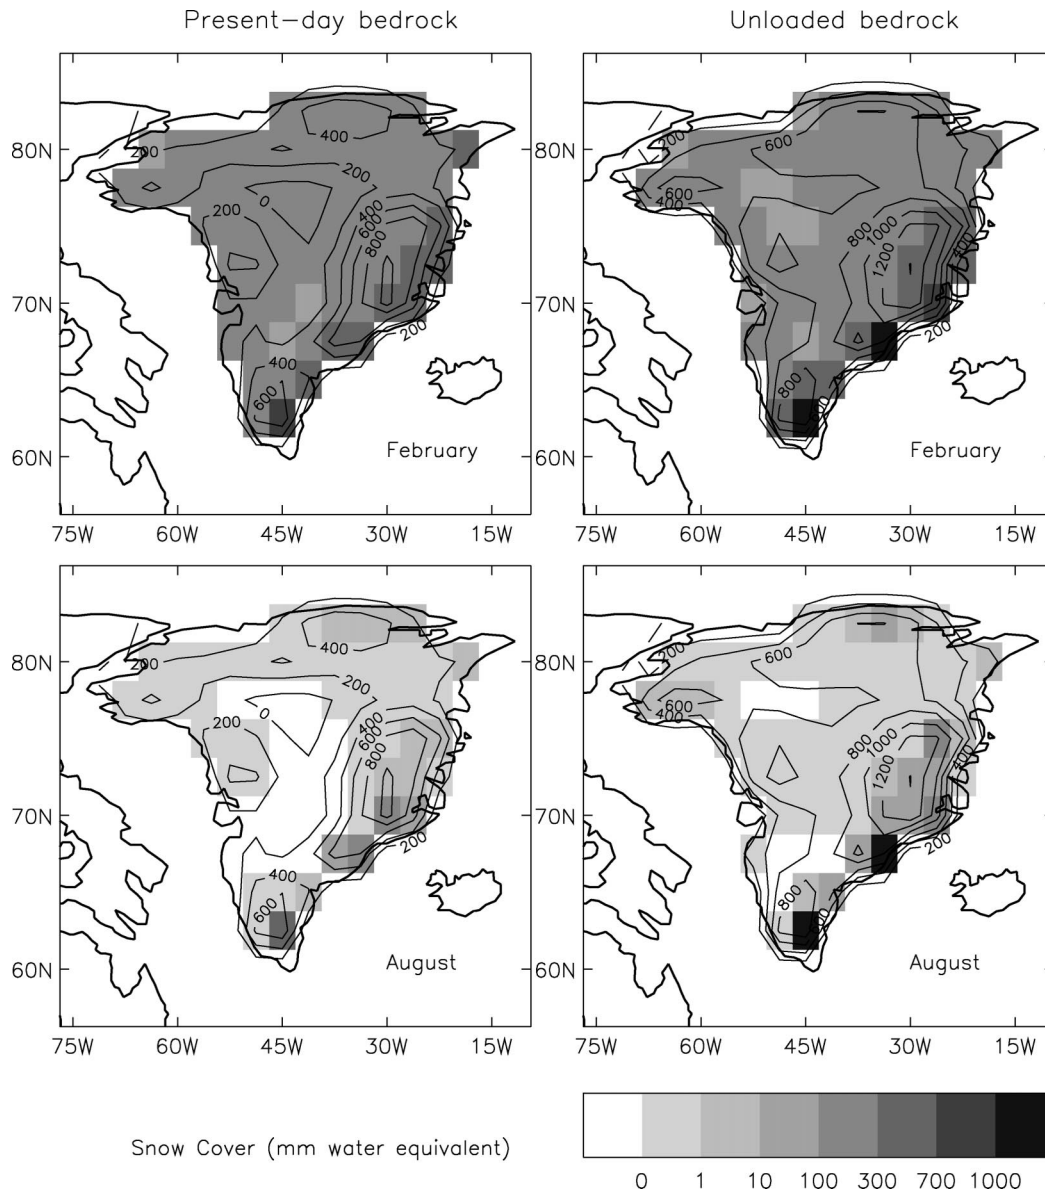 Present-day bedrock
Unloaded bedrock
80N
70N
60N
200
400
200
0
200
400
600
800
400
600
200
February
75W 60W 45W 30W 15W
80N
70N
60N
200
600
600
400
800
1000
1200
400
200
800
February
75W 60W 45W 30W 15W
80N
70N
60N
200
400
200
0
200
400
600
800
400
600
200
August
75W 60W 45W 30W 15W
80N
70N
60N
200
600
600
400
800
1000
1200
400
200
800
August
75W 60W 45W 30W 15W
Snow Cover (mm water equivalent)
0 1 10 100 300 700 1000